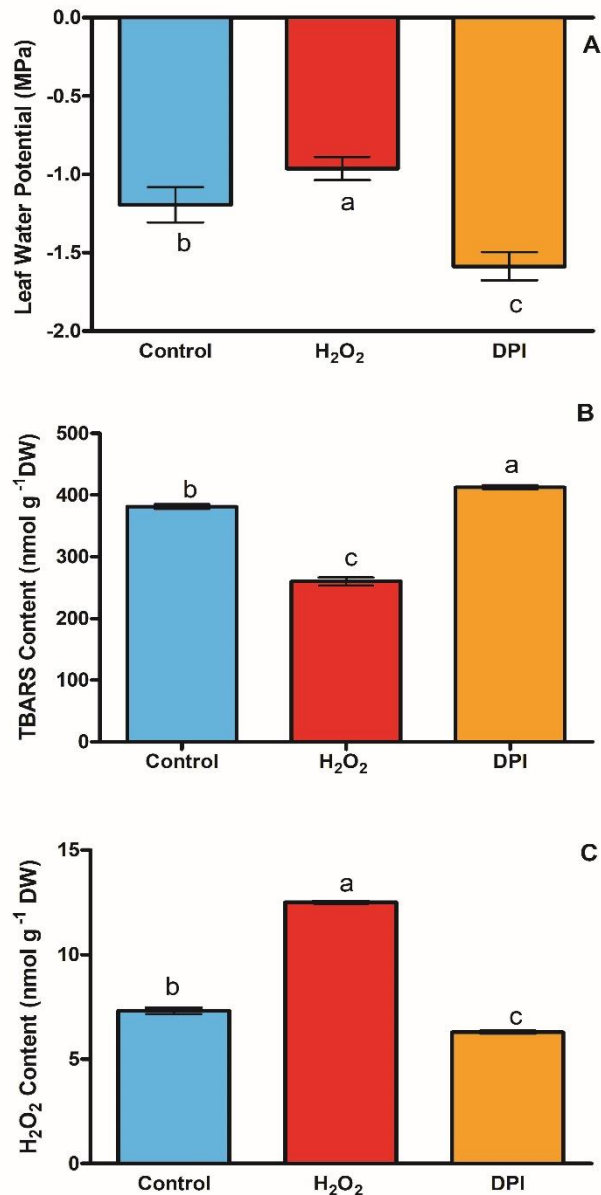 A
Leaf Water Potential (MPa)
0.0
-0.5
-1.0
-1.5
-2.0
b
a
c
Control
H₂O₂
DPI
B
TBARS Content (nmol g⁻¹DW)
500
400
300
200
100
0
b
c
a
Control
H₂O₂
DPI
C
H₂O₂ Content (nmol g⁻¹ DW)
15
10
5
0
b
a
c
Control
H₂O₂
DPI